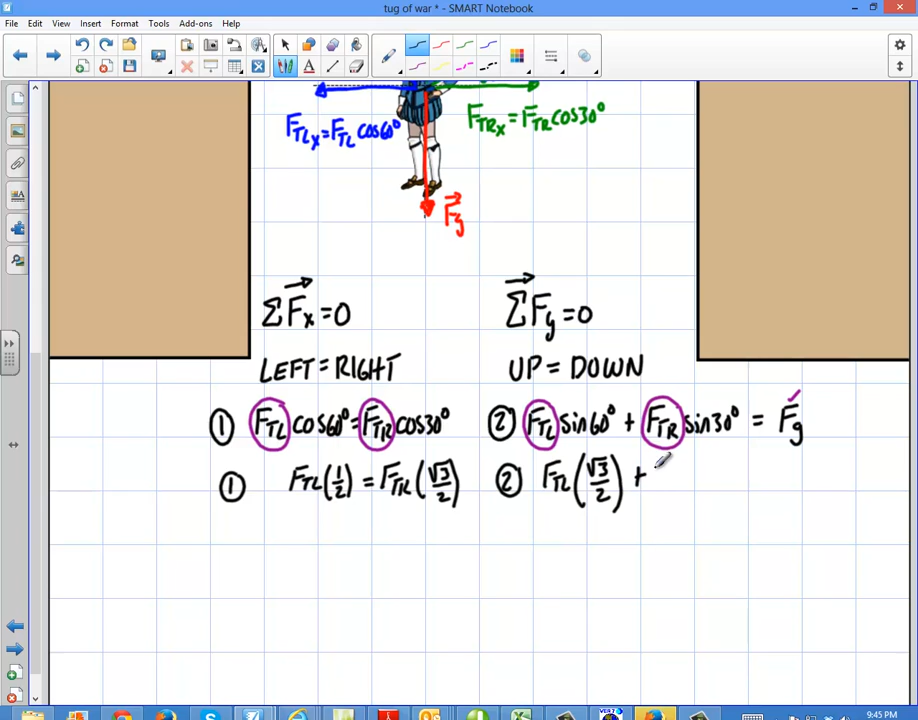 tug of war * - SMART Notebook
File Edit View Insert Format Tools Add-ons Help
F_TLx = F_TL cos60° F_TRx = F_TR cos30°
F_g
ΣF_x = 0 ΣF_y = 0
LEFT = RIGHT UP = DOWN
① F_TL cos60° = F_TR cos30° ② F_TL sin60° + F_TR sin30° = F_g
① F_TL (1/2) = F_TR (√3/2) ② F_TL (√3/2) +
9:45 PM